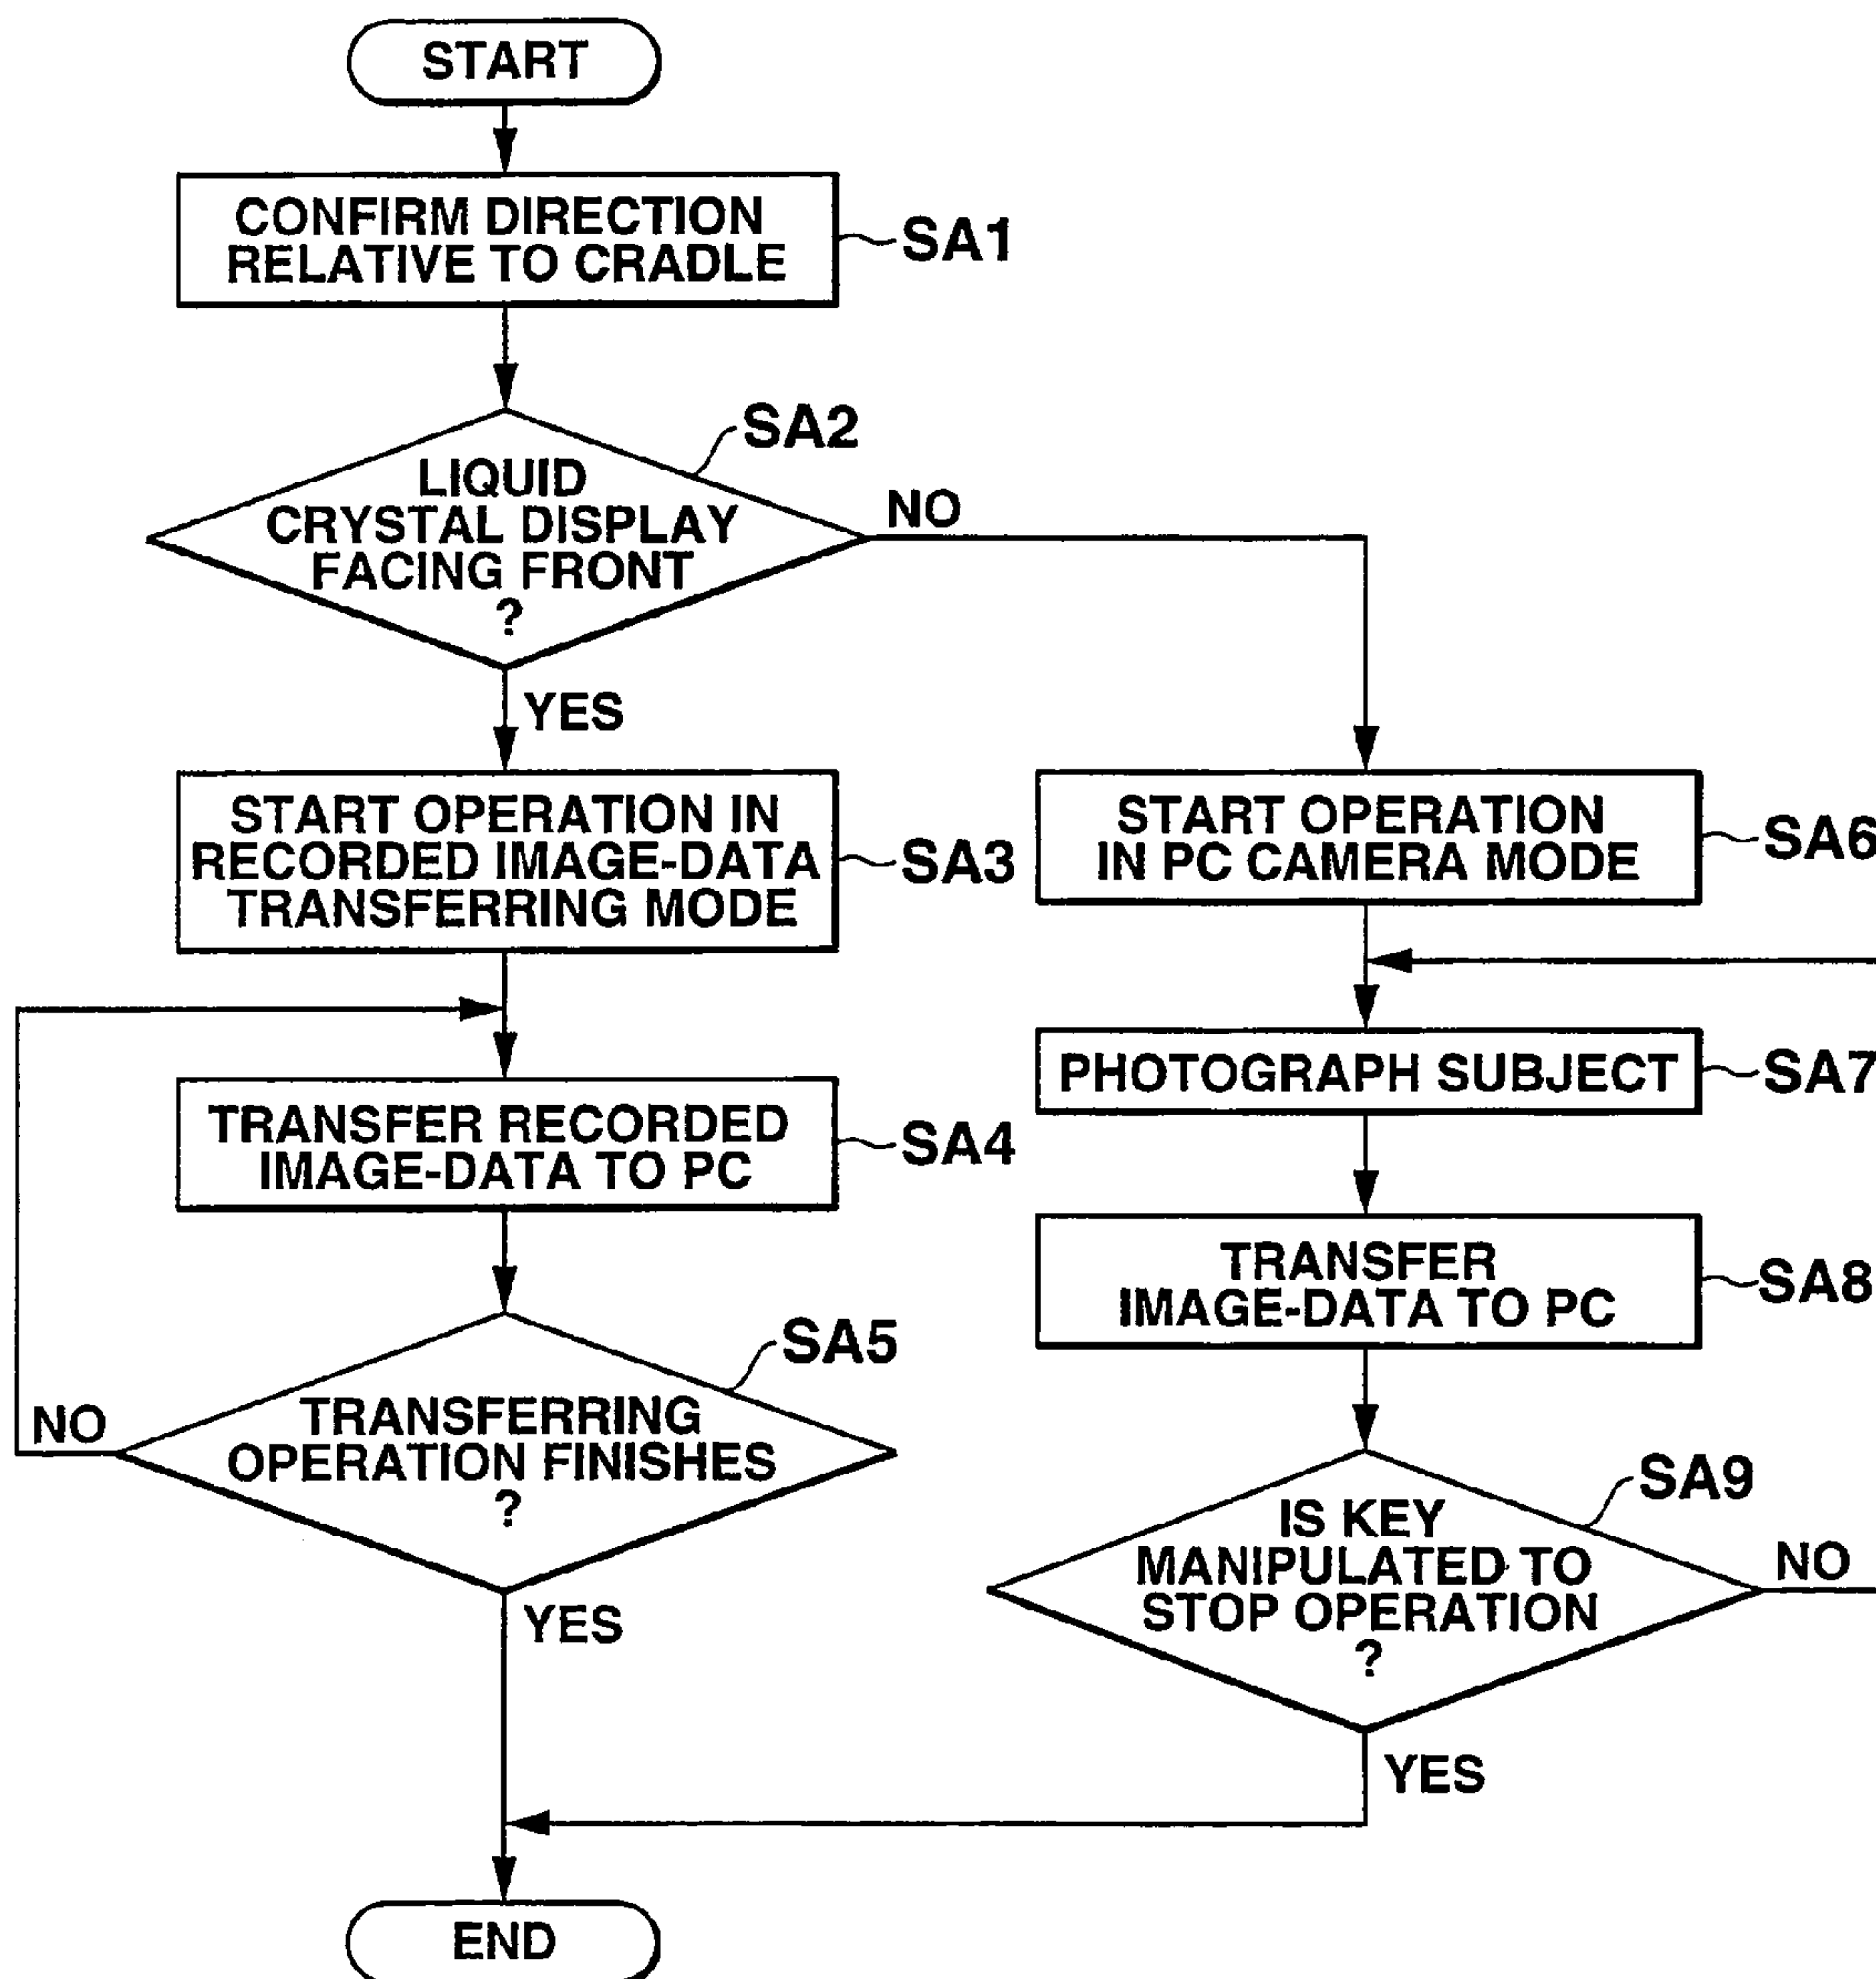 START
CONFIRM DIRECTION
RELATIVE TO CRADLE
SA1
SA2
LIQUID
CRYSTAL DISPLAY
FACING FRONT
?
NO
YES
START OPERATION IN
RECORDED IMAGE-DATA
TRANSFERRING MODE
SA3
TRANSFER RECORDED
IMAGE-DATA TO PC
SA4
SA5
TRANSFERRING
OPERATION FINISHES
?
NO
YES
START OPERATION
IN PC CAMERA MODE
SA6
PHOTOGRAPH SUBJECT
SA7
TRANSFER
IMAGE-DATA TO PC
SA8
SA9
IS KEY
MANIPULATED TO
STOP OPERATION
?
NO
YES
END